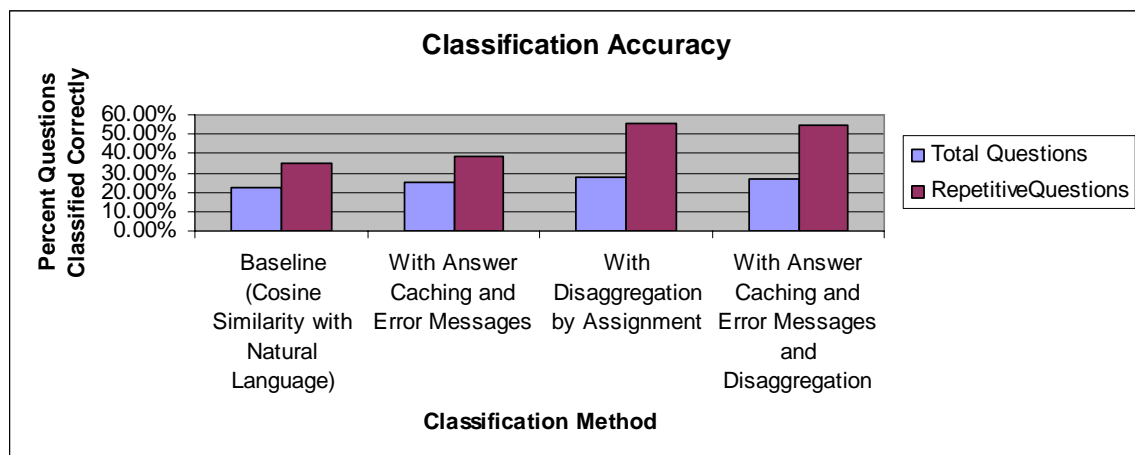 Classification Accuracy
Percent Questions
Classified Correctly
60.00%
50.00%
40.00%
30.00%
20.00%
10.00%
0.00%
Baseline
(Cosine
Similarity with
Natural
Language)
With Answer
Caching and
Error Messages
With
Disaggregation
by Assignment
With Answer
Caching and
Error Messages
and
Disaggregation
Classification Method
Total Questions
RepetitiveQuestions